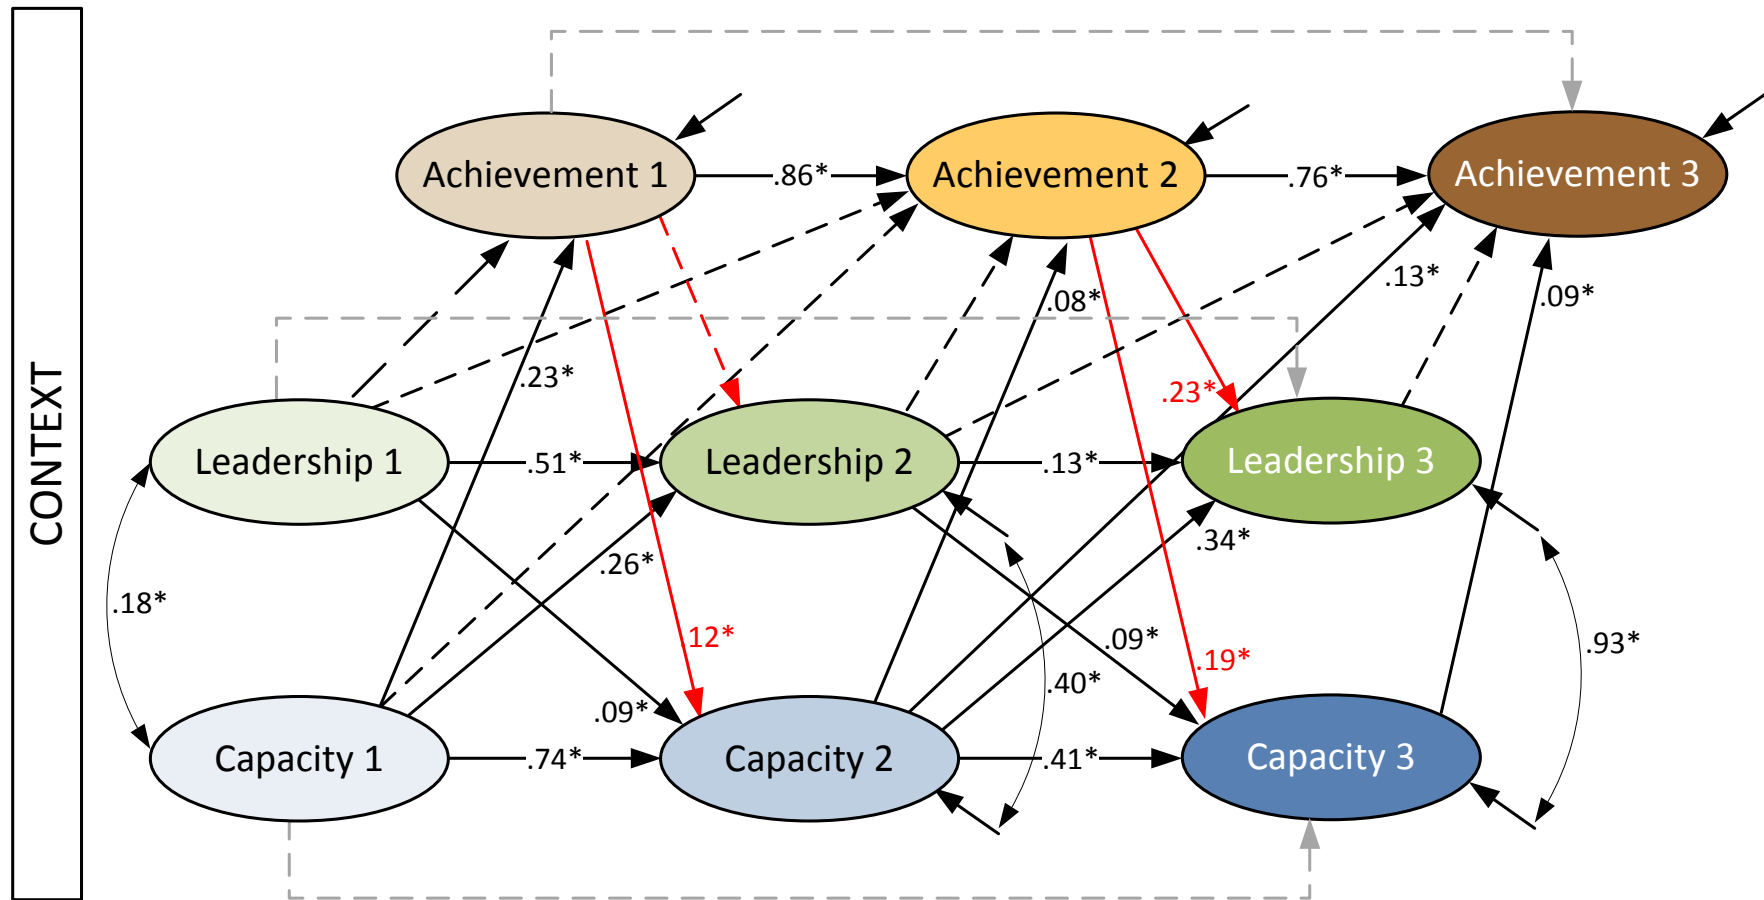 CONTEXT
Achievement 1
.86*
Achievement 2
.76*
Achievement 3
.13*
.09*
.08*
.23*
.23*
Leadership 1
.51*
Leadership 2
.13*
Leadership 3
.26*
.34*
.18*
.12*
.09*
.19*
.40*
.93*
.09*
Capacity 1
.74*
Capacity 2
.41*
Capacity 3